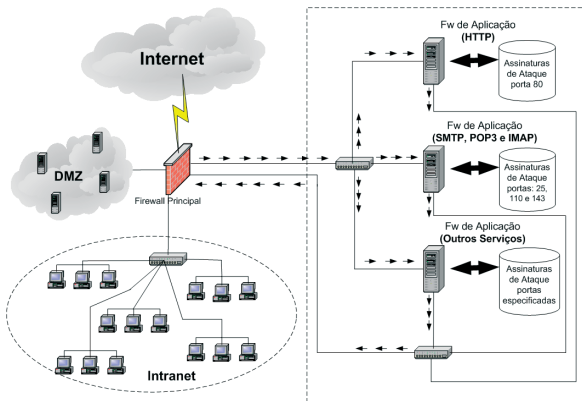 Internet
DMZ
Firewall Principal
Intranet
Fw de Aplicação
(HTTP)
Assinaturas
de Ataque
porta 80
Fw de Aplicação
(SMTP, POP3 e IMAP)
Assinaturas
de Ataque
portas: 25,
110 e 143
Fw de Aplicação
(Outros Serviços)
Assinaturas
de Ataque
portas
especificadas